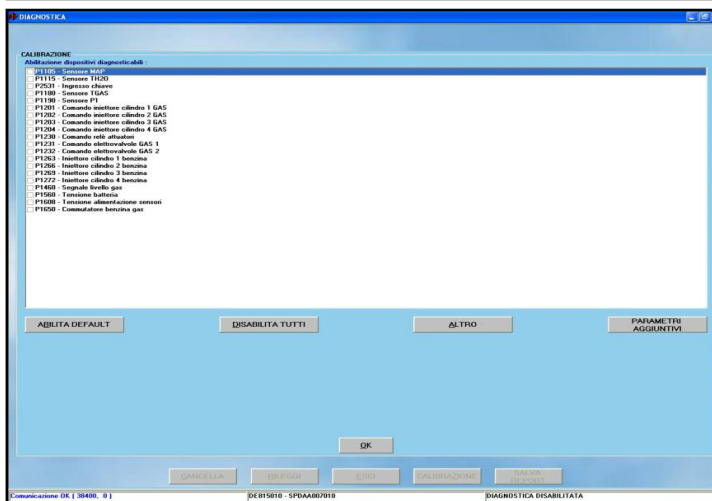 DIAGNOSTICA
CALIBRAZIONE
Abilitazione dispositivi diagnosticabili :
P1105 - Sensore MAP
P1115 - Sensore TH2O
P2531 - Ingresso chiave
P1180 - Sensore TGAS
P1190 - Sensore P1
P1201 - Comando iniettore cilindro 1 GAS
P1202 - Comando iniettore cilindro 2 GAS
P1203 - Comando iniettore cilindro 3 GAS
P1204 - Comando iniettore cilindro 4 GAS
P1230 - Comando relè attuatori
P1231 - Comando elettrovalvole GAS 1
P1232 - Comando elettrovalvole GAS 2
P1263 - Iniettore cilindro 1 benzina
P1266 - Iniettore cilindro 2 benzina
P1269 - Iniettore cilindro 3 benzina
P1272 - Iniettore cilindro 4 benzina
P1460 - Segnale livello gas
P1560 - Tensione batteria
P1608 - Tensione alimentazione sensori
P1650 - Commutatore benzina gas
ABILITA DEFAULT DISABILITA TUTTI ALTRO PARAMETRI AGGIUNTIVI
OK
CANCELLA RILEGGI ESCI CALIBRAZIONE SALVA REPORT
Comunicazione OK ( 38400, 0 ) DE815010 - SPDAA007010 DIAGNOSTICA DISABILITATA